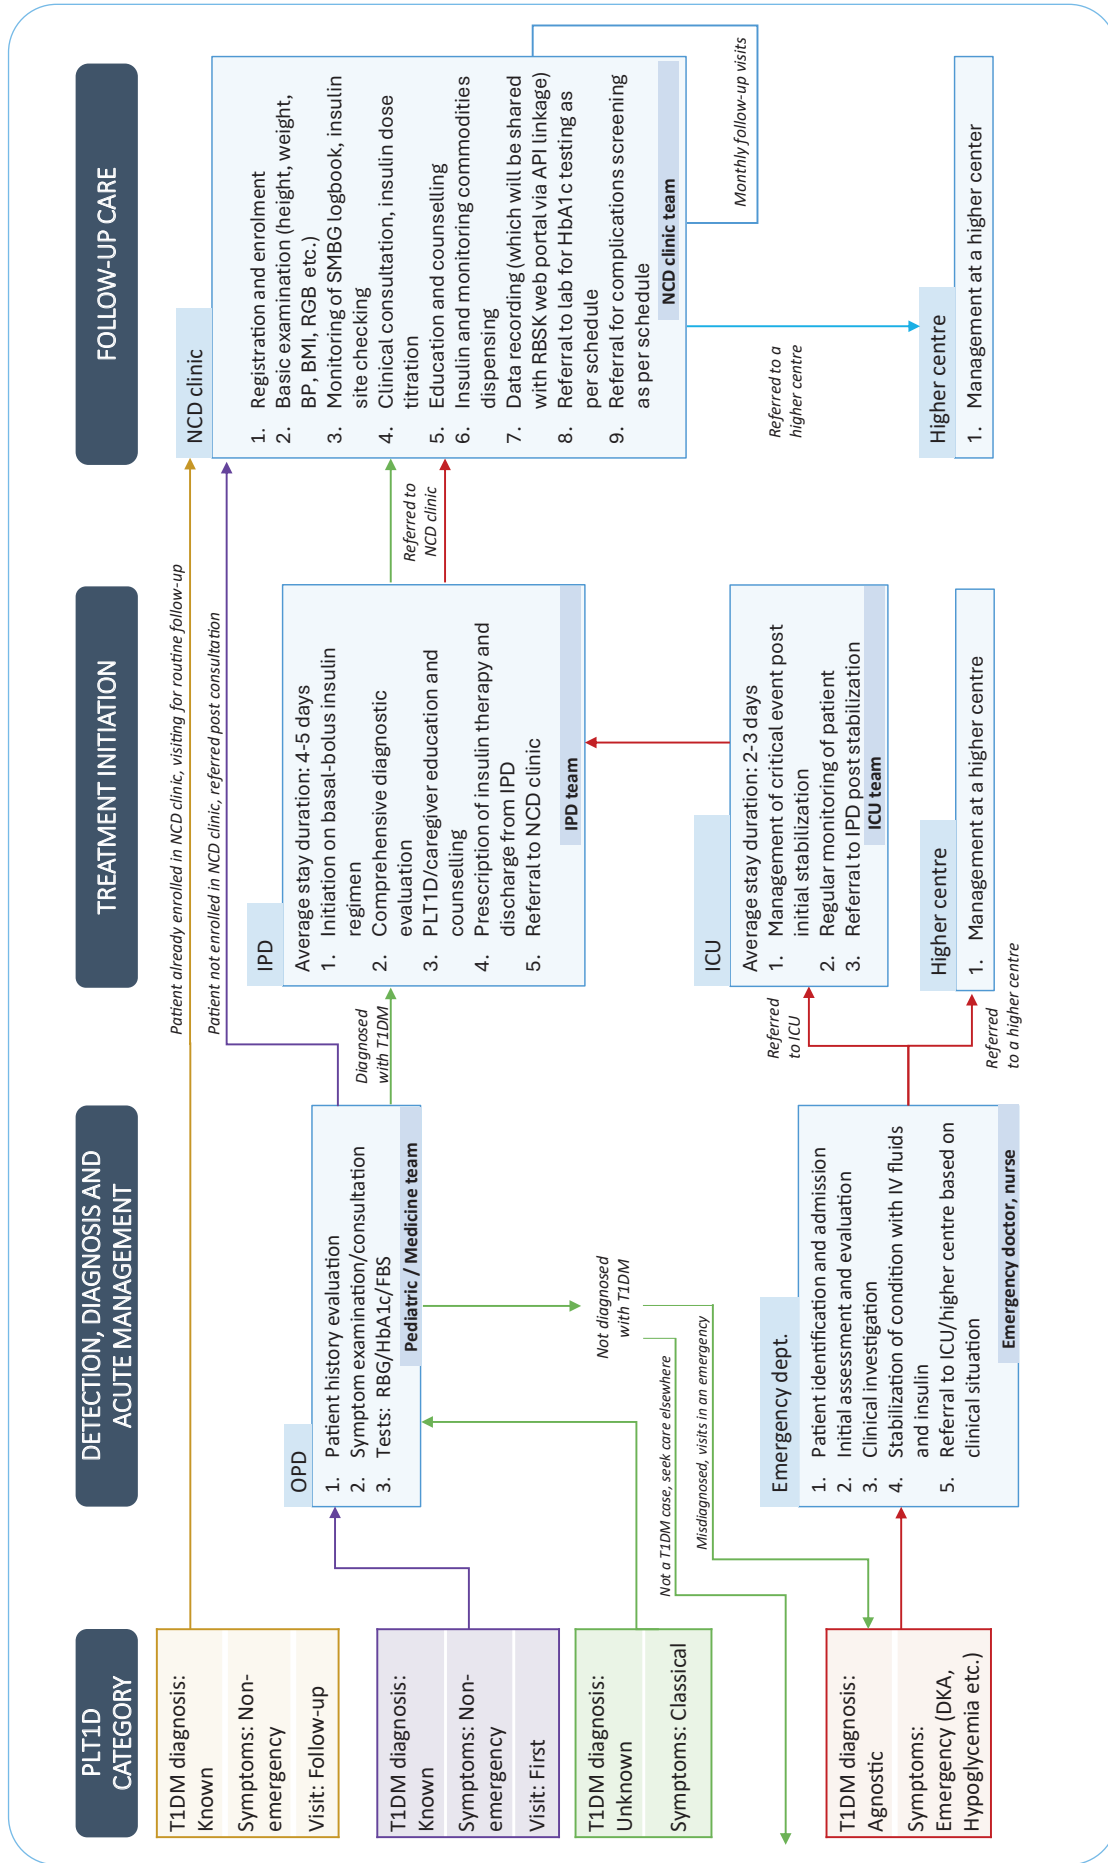 PLT1D
CATEGORY
DETECTION, DIAGNOSIS AND
ACUTE MANAGEMENT
TREATMENT INITIATION
FOLLOW-UP CARE
T1DM diagnosis:
Known
Symptoms: Non-
emergency
Visit: Follow-up
T1DM diagnosis:
Known
Symptoms: Non-
emergency
Visit: First
T1DM diagnosis:
Unknown
Symptoms: Classical
T1DM diagnosis:
Agnostic
Symptoms:
Emergency (DKA,
Hypoglycemia etc.)
Patient already enrolled in NCD clinic, visiting for routine follow-up
Patient not enrolled in NCD clinic, referred post consultation
OPD
1. Patient history evaluation
2. Symptom examination/consultation
3. Tests: RBG/HbA1c/FBS
Pediatric / Medicine team
Diagnosed
with T1DM
Not diagnosed
with T1DM
Not a T1DM case, seek care elsewhere
Misdiagnosed, visits in an emergency
Emergency dept.
1. Patient identification and admission
2. Initial assessment and evaluation
3. Clinical investigation
4. Stabilization of condition with IV fluids
and insulin
5. Referral to ICU/higher centre based on
clinical situation
Emergency doctor, nurse
Referred
to ICU
Referred
to a higher centre
IPD
Average stay duration: 4-5 days
1. Initiation on basal-bolus insulin
regimen
2. Comprehensive diagnostic
evaluation
3. PLT1D/caregiver education and
counselling
4. Prescription of insulin therapy and
discharge from IPD
5. Referral to NCD clinic
IPD team
ICU
Average stay duration: 2-3 days
1. Management of critical event post
initial stabilization
2. Regular monitoring of patient
3. Referral to IPD post stabilization
ICU team
Higher centre
1. Management at a higher centre
Referred to
NCD clinic
NCD clinic
1. Registration and enrolment
2. Basic examination (height, weight,
BP, BMI, RGB etc.)
3. Monitoring of SMBG logbook, insulin
site checking
4. Clinical consultation, insulin dose
titration
5. Education and counselling
6. Insulin and monitoring commodities
dispensing
7. Data recording (which will be shared
with RBSK web portal via API linkage)
8. Referral to lab for HbA1c testing as
per schedule
9. Referral for complications screening
as per schedule
NCD clinic team
Monthly follow-up visits
Referred to a
higher centre
Higher centre
1. Management at a higher center